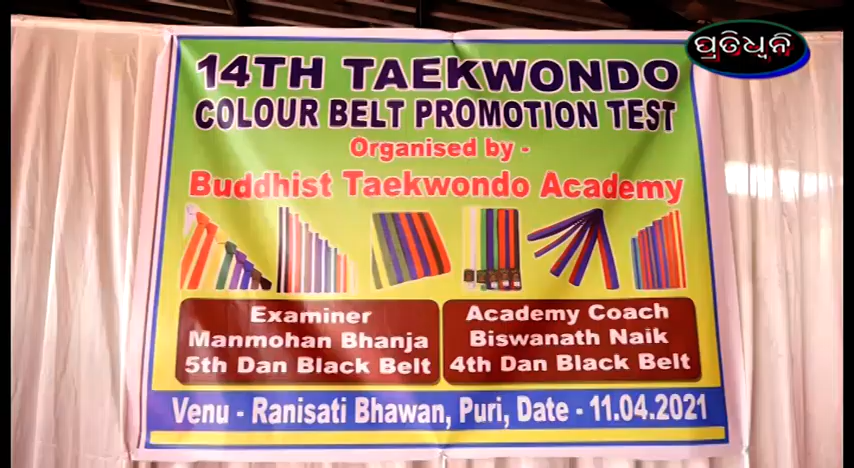 ପ୍ରତିଧ୍ୱନି
14TH TAEKWONDO
COLOUR BELT PROMOTION TEST
Organised by -
Buddhist Taekwondo Academy
Examiner
Manmohan Bhanja
5th Dan Black Belt
Academy Coach
Biswanath Naik
4th Dan Black Belt
Venu - Ranisati Bhawan, Puri, Date - 11.04.2021